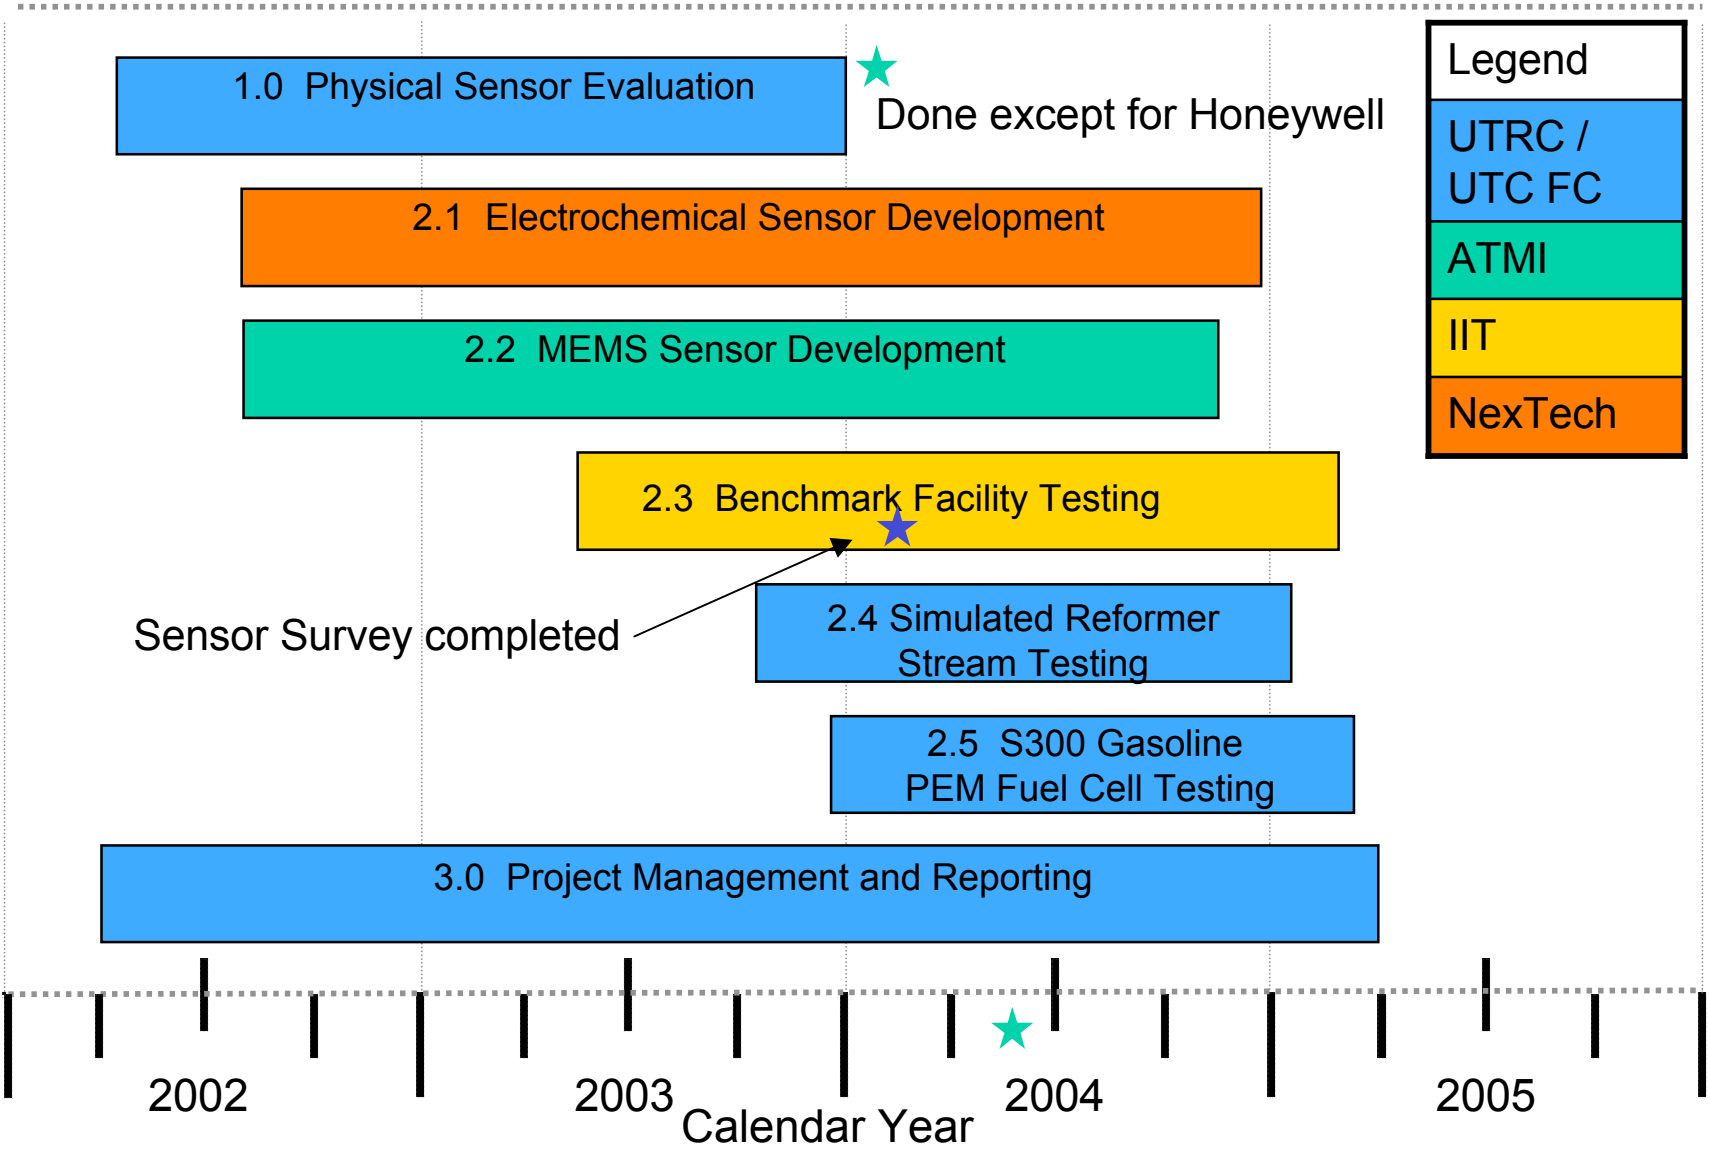 1.0 Physical Sensor Evaluation
Done except for Honeywell
2.1 Electrochemical Sensor Development
2.2 MEMS Sensor Development
2.3 Benchmark Facility Testing
Sensor Survey completed
2.4 Simulated Reformer
Stream Testing
2.5 S300 Gasoline
PEM Fuel Cell Testing
3.0 Project Management and Reporting
Legend
UTRC /
UTC FC
ATMI
IIT
NexTech
2002
2003
2004
2005
Calendar Year